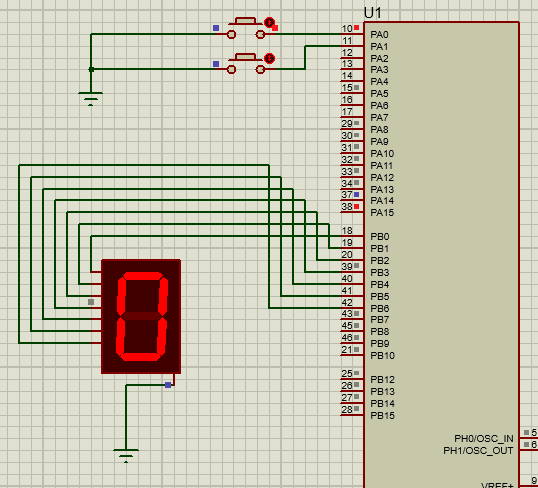 U1
10 PA0
11 PA1
12 PA2
13 PA3
14 PA4
15 PA5
16 PA6
17 PA7
29 PA8
30 PA9
31 PA10
32 PA11
33 PA12
34 PA13
37 PA14
38 PA15
18 PB0
19 PB1
20 PB2
39 PB3
40 PB4
41 PB5
42 PB6
43 PB7
45 PB8
46 PB9
21 PB10
25 PB12
26 PB13
27 PB14
28 PB15
PH0/OSC_IN 5
PH1/OSC_OUT 6
VREF+ 9